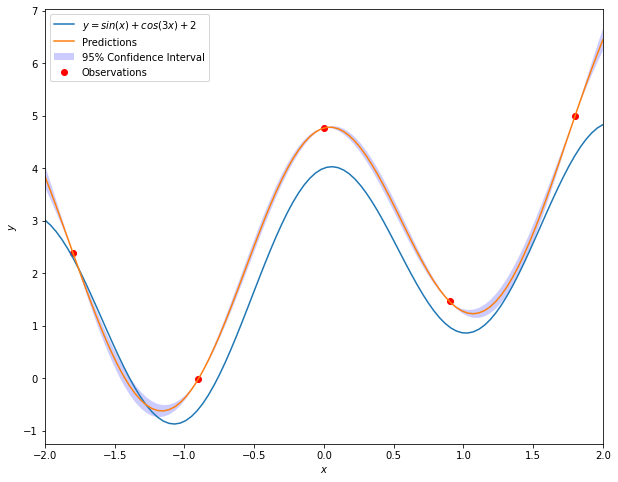 y = sin(x) + cos(3x) + 2
Predictions
95% Confidence Interval
Observations
7
6
5
4
3
2
1
0
−1
y
−2.0 −1.5 −1.0 −0.5 0.0 0.5 1.0 1.5 2.0
x